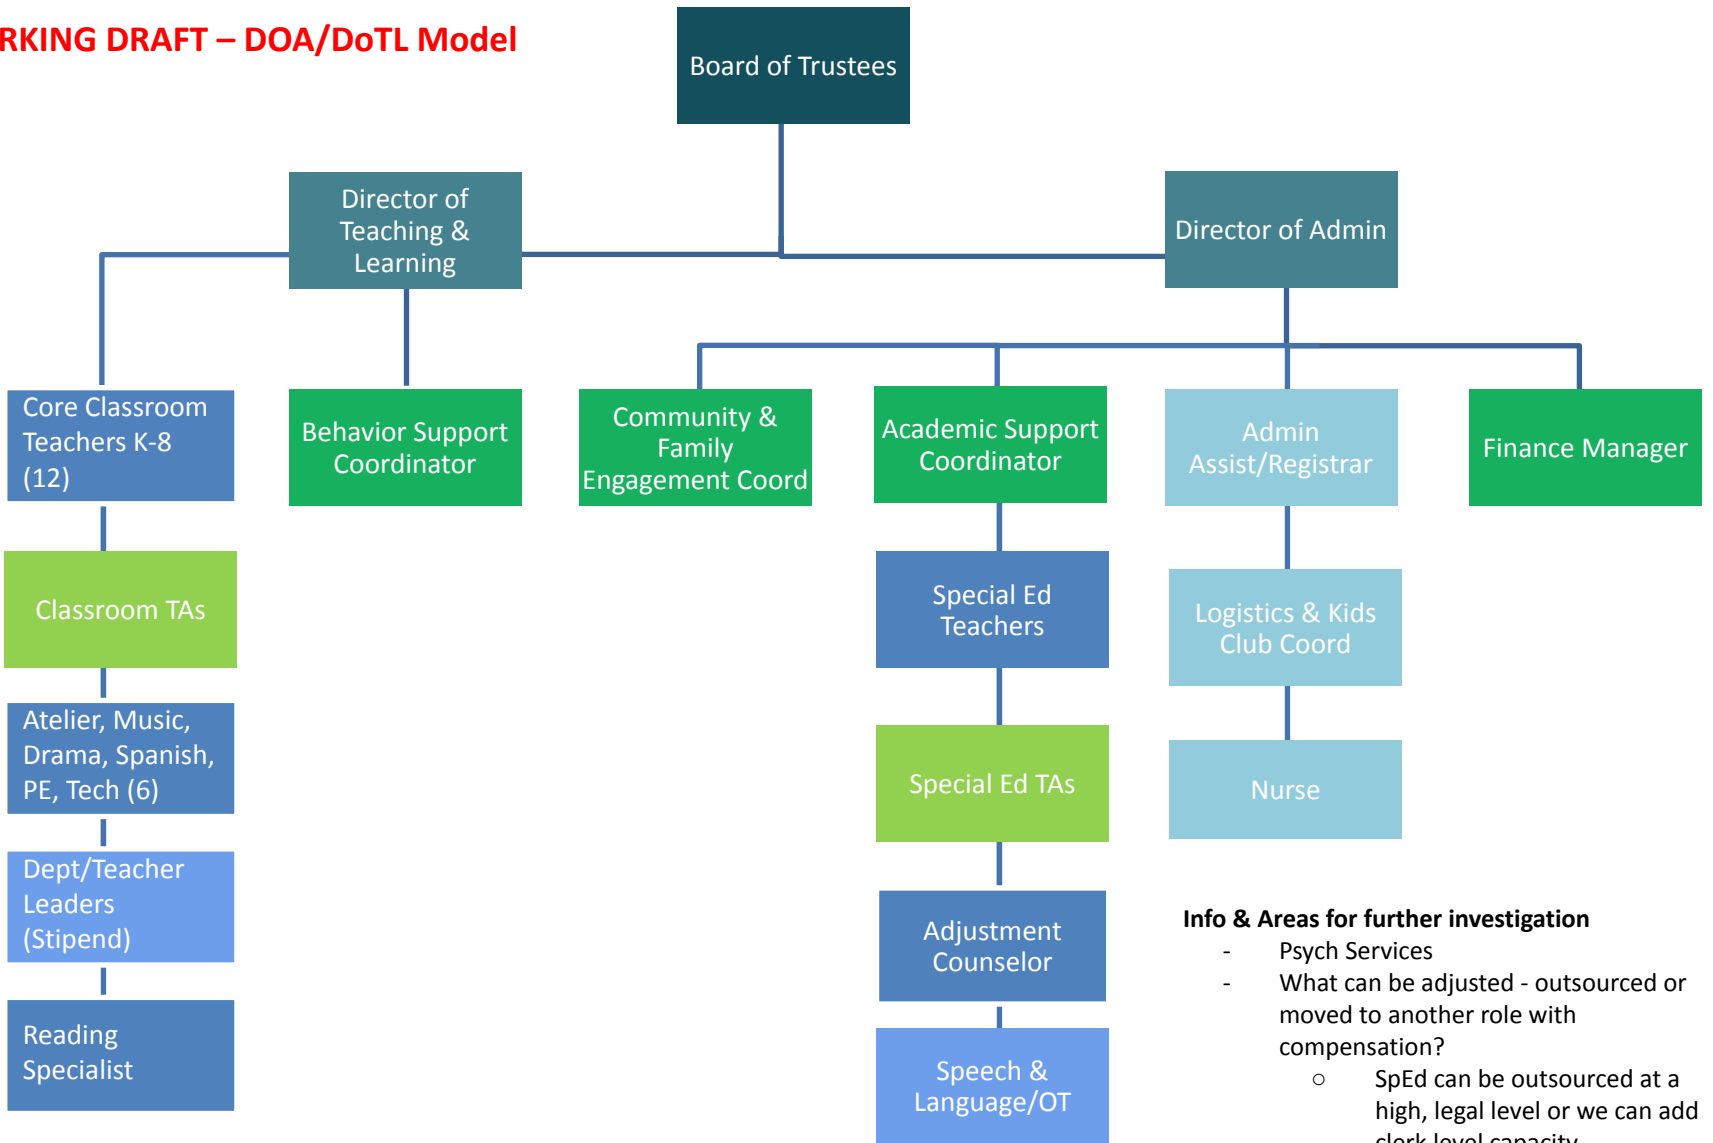 RKING DRAFT – DOA/DoTL Model
Board of Trustees
Director of
Teaching &
Learning
Director of Admin
Core Classroom
Teachers K-8
(12)
Behavior Support
Coordinator
Community &
Family
Engagement Coord
Academic Support
Coordinator
Admin
Assist/Registrar
Finance Manager
Classroom TAs
Special Ed
Teachers
Logistics & Kids
Club Coord
Atelier, Music,
Drama, Spanish,
PE, Tech (6)
Special Ed TAs
Nurse
Dept/Teacher
Leaders
(Stipend)
Adjustment
Counselor
Reading
Specialist
Speech &
Language/OT
Info & Areas for further investigation
- Psych Services
- What can be adjusted - outsourced or
moved to another role with
compensation?
○ SpEd can be outsourced at a
high, legal level or we can add
clerk level capacity